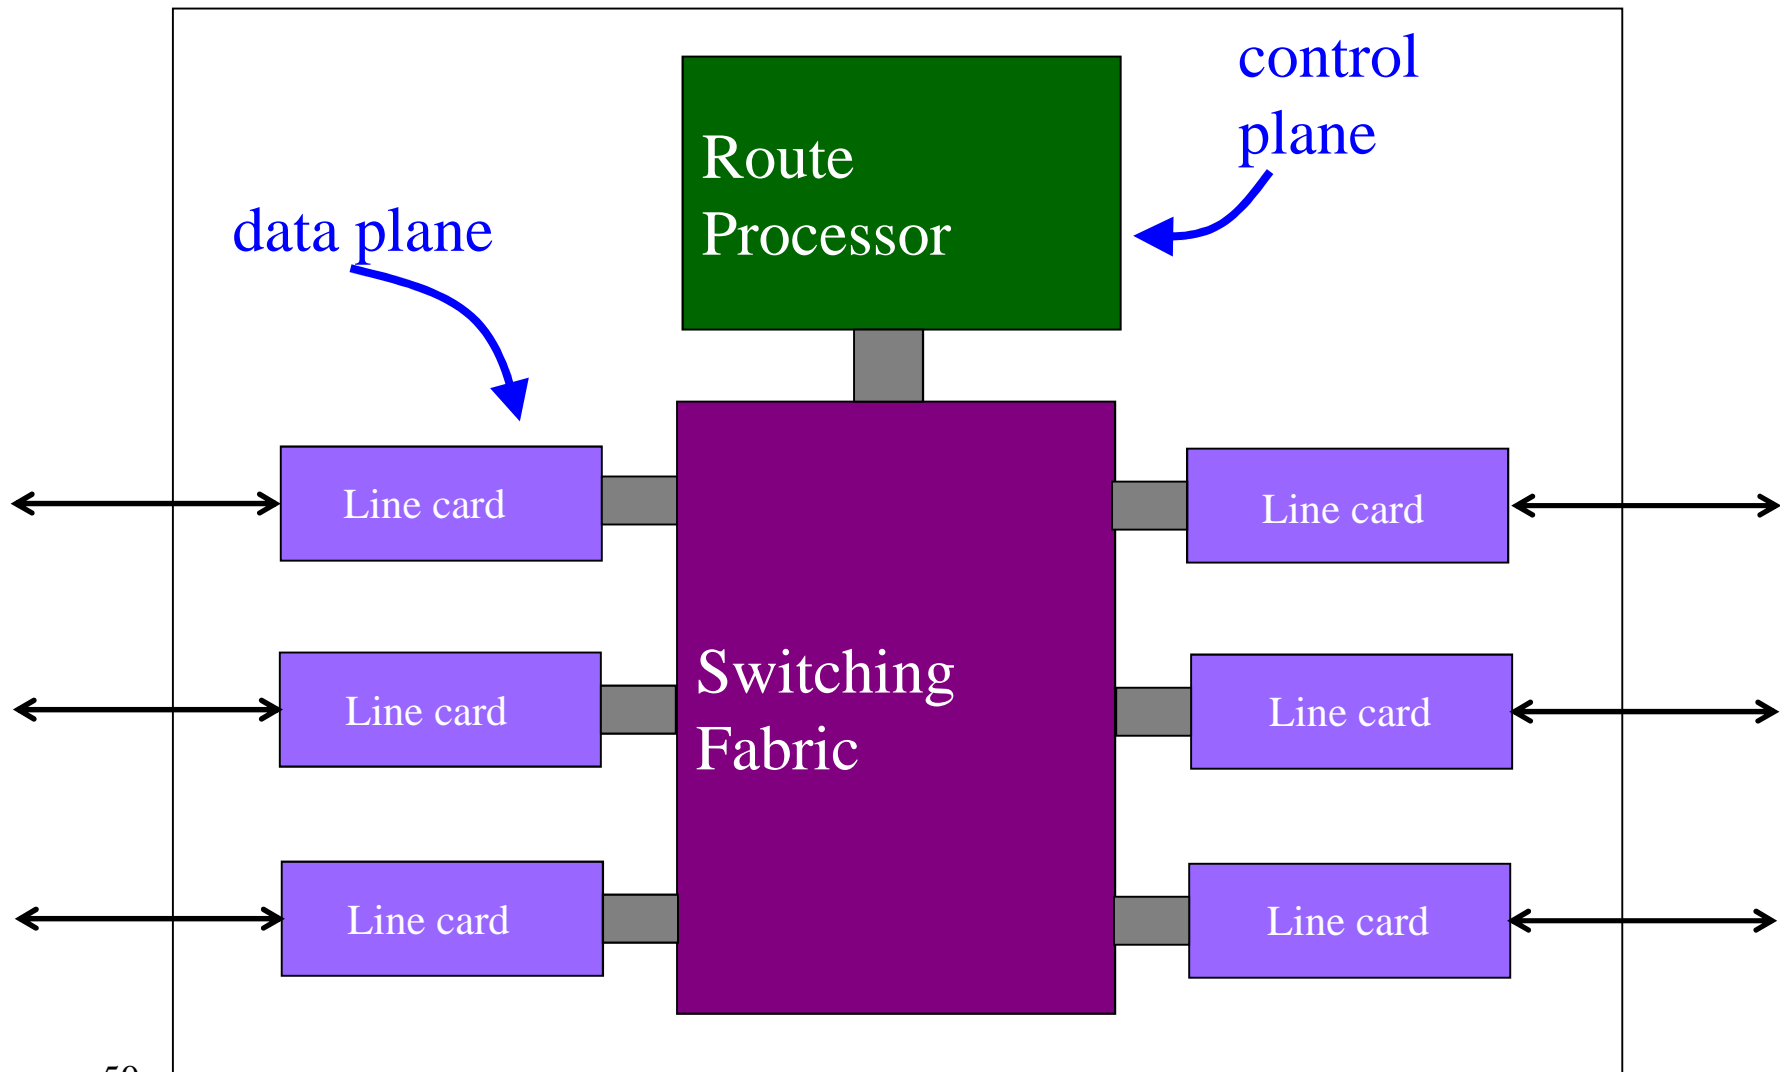 control
plane
Route
Processor
data plane
Line card
Line card
Switching
Fabric
Line card
Line card
Line card
Line card